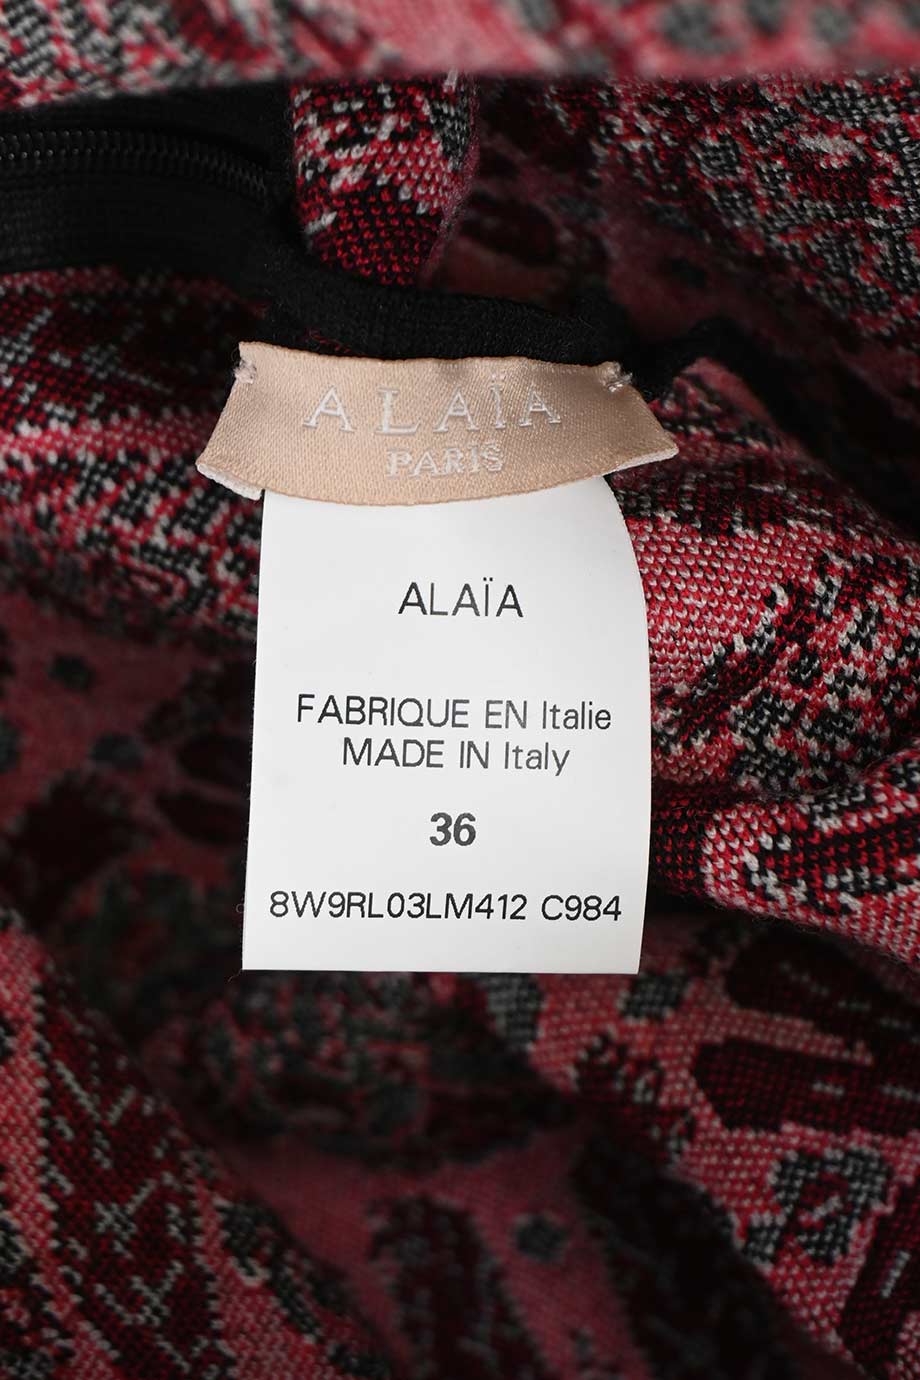 ALAÏA
PARIS
ALAÏA
FABRIQUE EN Italie
MADE IN Italy
36
8W9RL03LM412 C984